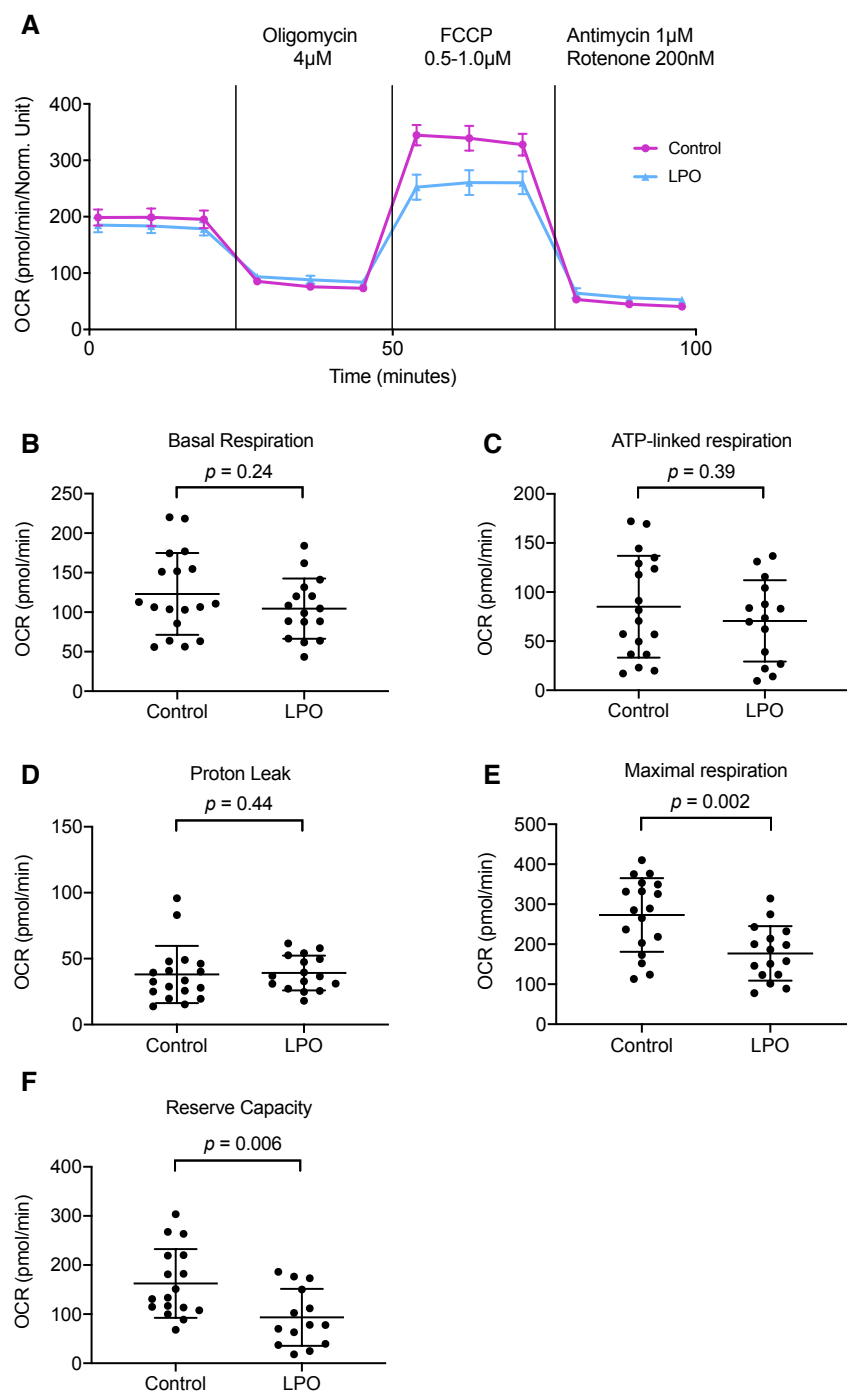 A
Oligomycin
4µM
FCCP
0.5-1.0µM
Antimycin 1µM
Rotenone 200nM
OCR (pmol/min/Norm. Unit)
400
300
200
100
0
0
50
100
Time (minutes)
Control
LPO
B
Basal Respiration
p = 0.24
OCR (pmol/min)
250
200
150
100
50
0
Control
LPO
C
ATP-linked respiration
p = 0.39
OCR (pmol/min)
200
150
100
50
0
Control
LPO
D
Proton Leak
p = 0.44
OCR (pmol/min)
150
100
50
0
Control
LPO
E
Maximal respiration
p = 0.002
OCR (pmol/min)
500
400
300
200
100
0
Control
LPO
F
Reserve Capacity
p = 0.006
OCR (pmol/min)
400
300
200
100
0
Control
LPO